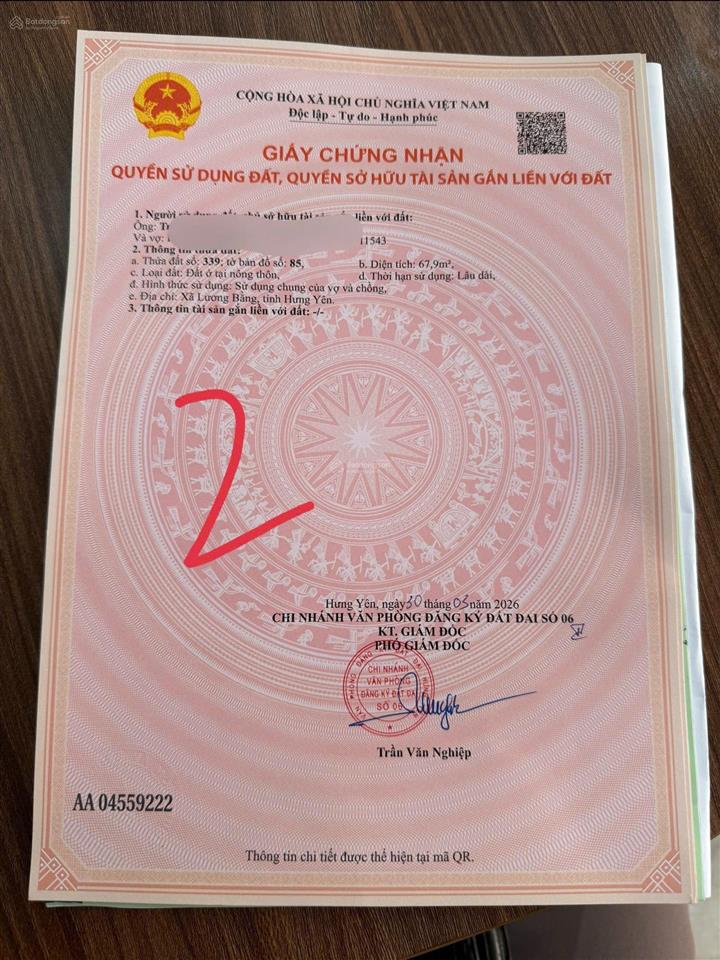 Batdongsan
CỘNG HÒA XÃ HỘI CHỦ NGHĨA VIỆT NAM
Độc lập - Tự do - Hạnh phúc
GIẤY CHỨNG NHẬN
QUYỀN SỬ DỤNG ĐẤT, QUYỀN SỞ HỮU TÀI SẢN GẮN LIỀN VỚI ĐẤT
1. Người sử dụng đất, chủ sở hữu tài sản gắn liền với đất:
Ông:
Và vợ: 11543
2. Thông tin thửa đất:
a. Thửa đất số: 339; tờ bản đồ số: 85, b. Diện tích: 67,9m²,
c. Loại đất: Đất ở tại nông thôn, d. Thời hạn sử dụng: Lâu dài,
đ. Hình thức sử dụng: Sử dụng chung của vợ và chồng,
e. Địa chỉ: Xã Lương Bằng, tỉnh Hưng Yên.
3. Thông tin tài sản gắn liền với đất: -/-
2
Hưng Yên, ngày 30 tháng 03 năm 2026
CHI NHÁNH VĂN PHÒNG ĐĂNG KÝ ĐẤT ĐAI SỐ 06
KT. GIÁM ĐỐC
PHÓ GIÁM ĐỐC
CHI NHÁNH
VĂN PHÒNG
ĐĂNG KÝ ĐẤT ĐAI
SỐ 06
Trần Văn Nghiệp
AA 04559222
Thông tin chi tiết được thể hiện tại mã QR.